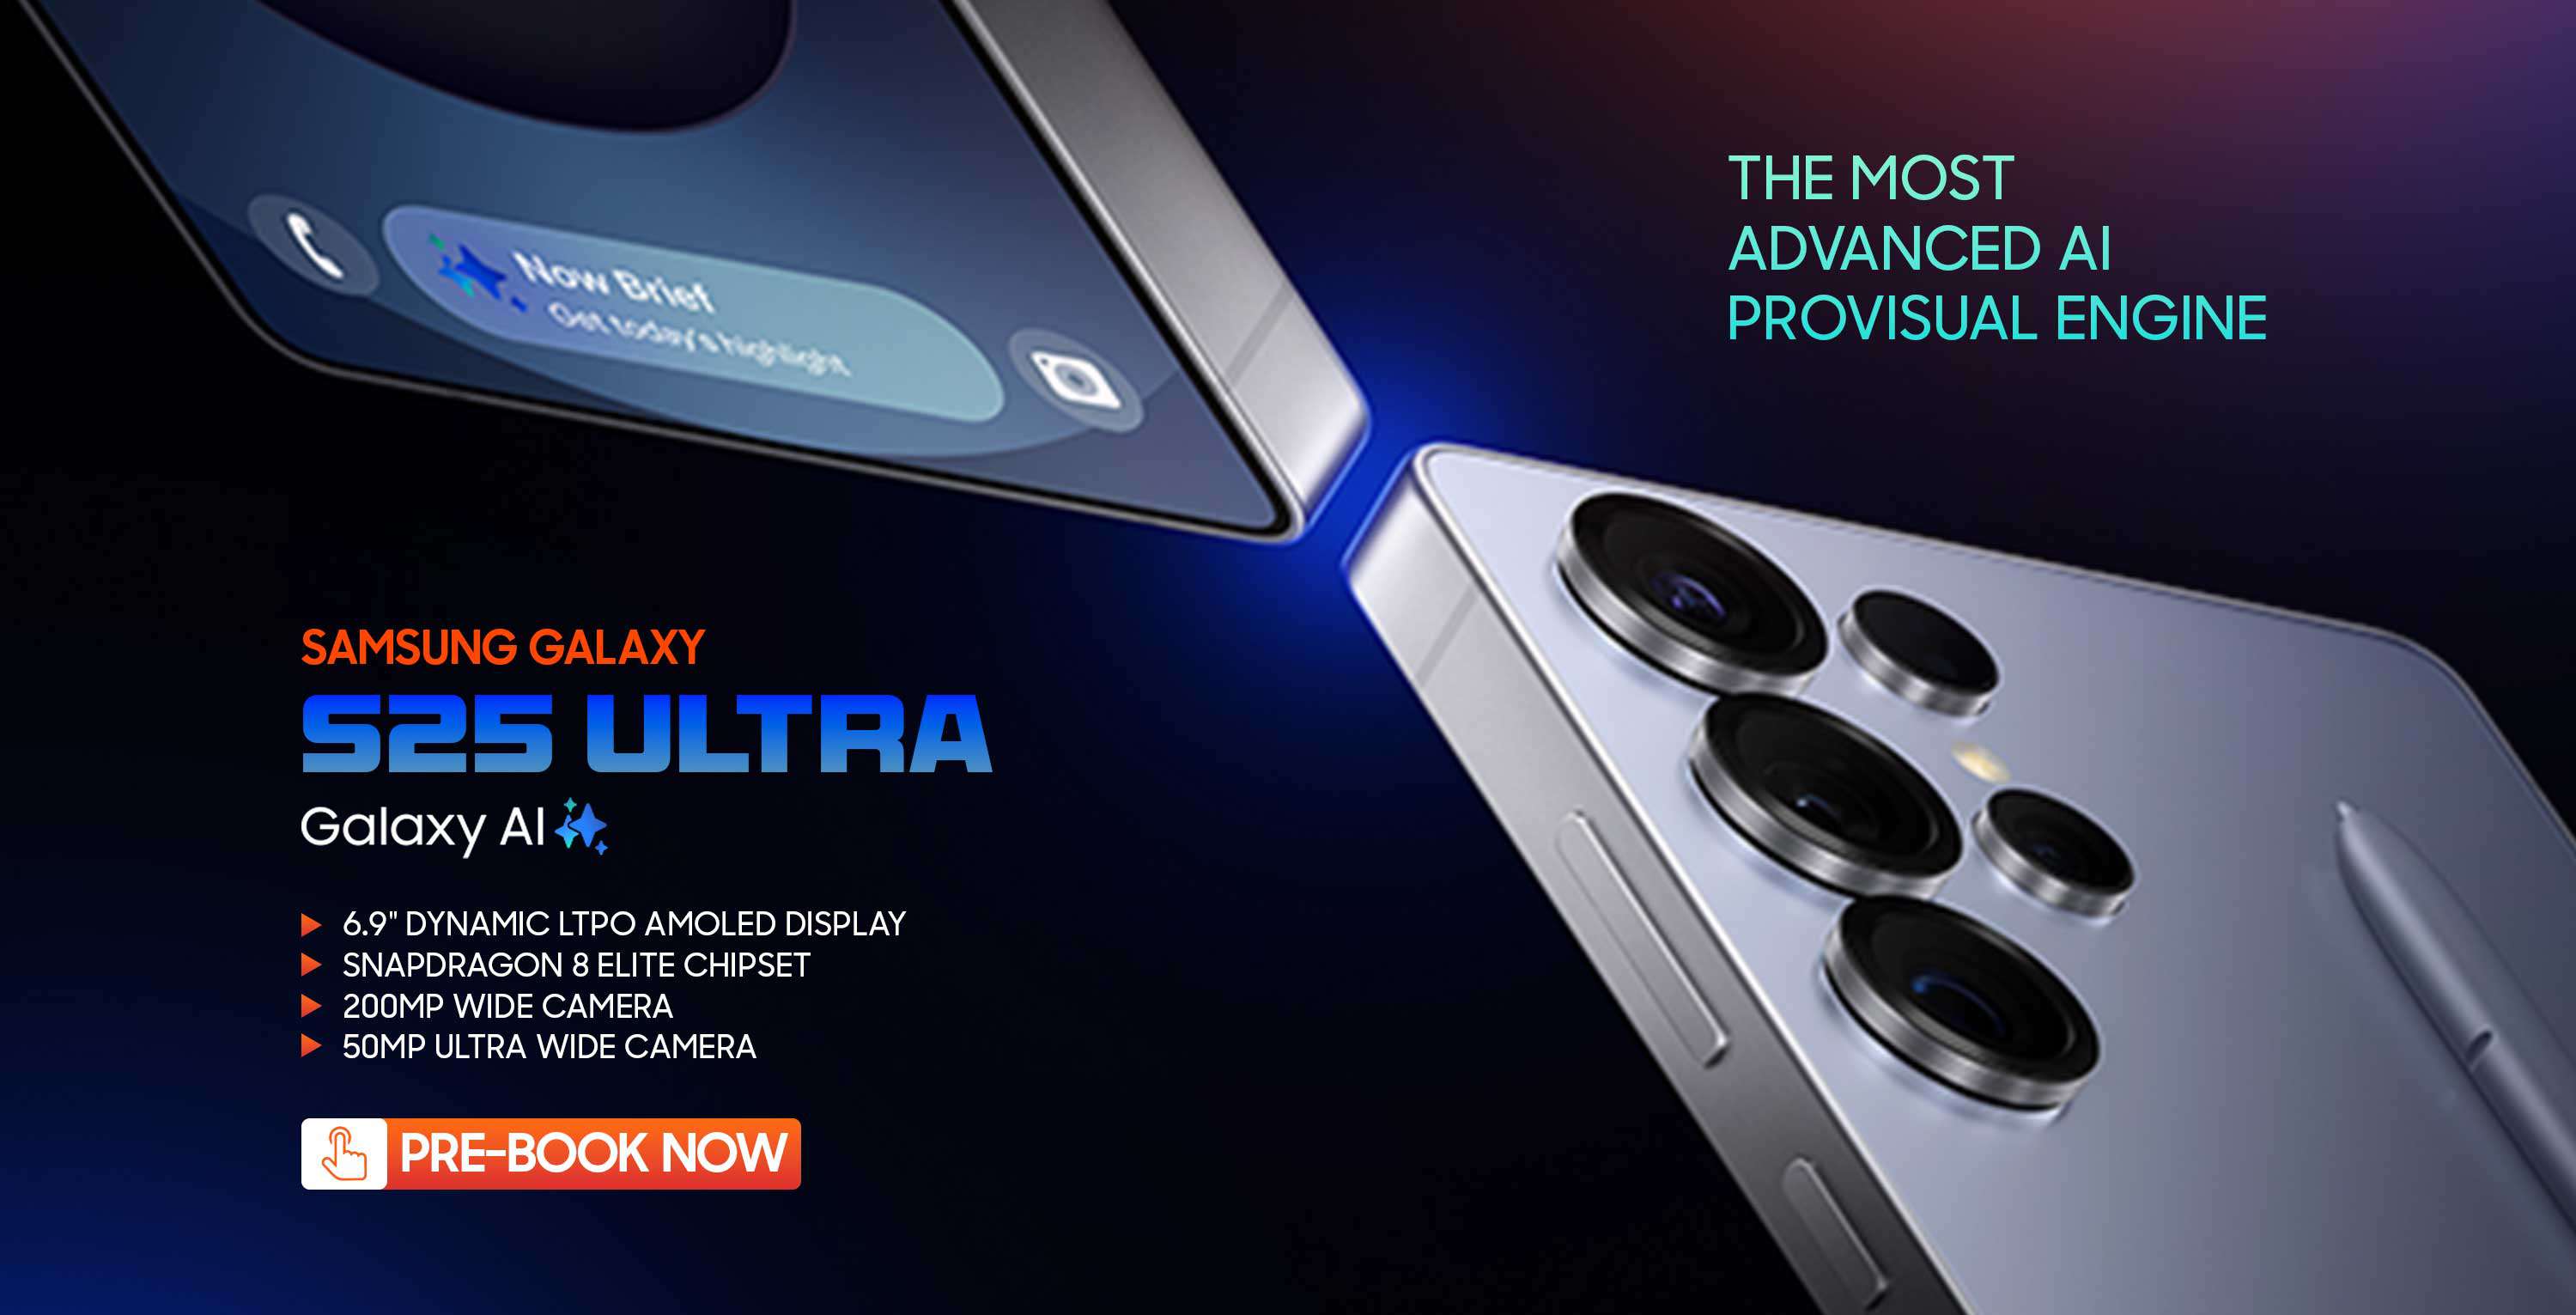 Now Brief
Get today's highlight
THE MOST
ADVANCED AI
PROVISUAL ENGINE
SAMSUNG GALAXY
S25 ULTRA
Galaxy AI
6.9" DYNAMIC LTPO AMOLED DISPLAY
SNAPDRAGON 8 ELITE CHIPSET
200MP WIDE CAMERA
50MP ULTRA WIDE CAMERA
PRE-BOOK NOW